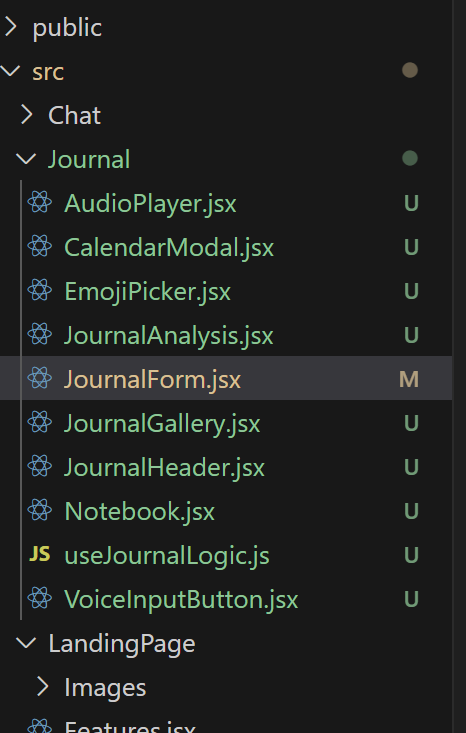 public
src
Chat
Journal
AudioPlayer.jsx U
CalendarModal.jsx U
EmojiPicker.jsx U
JournalAnalysis.jsx U
JournalForm.jsx M
JournalGallery.jsx U
JournalHeader.jsx U
Notebook.jsx U
JS useJournalLogic.js U
VoiceInputButton.jsx U
LandingPage
Images
Features.jsx